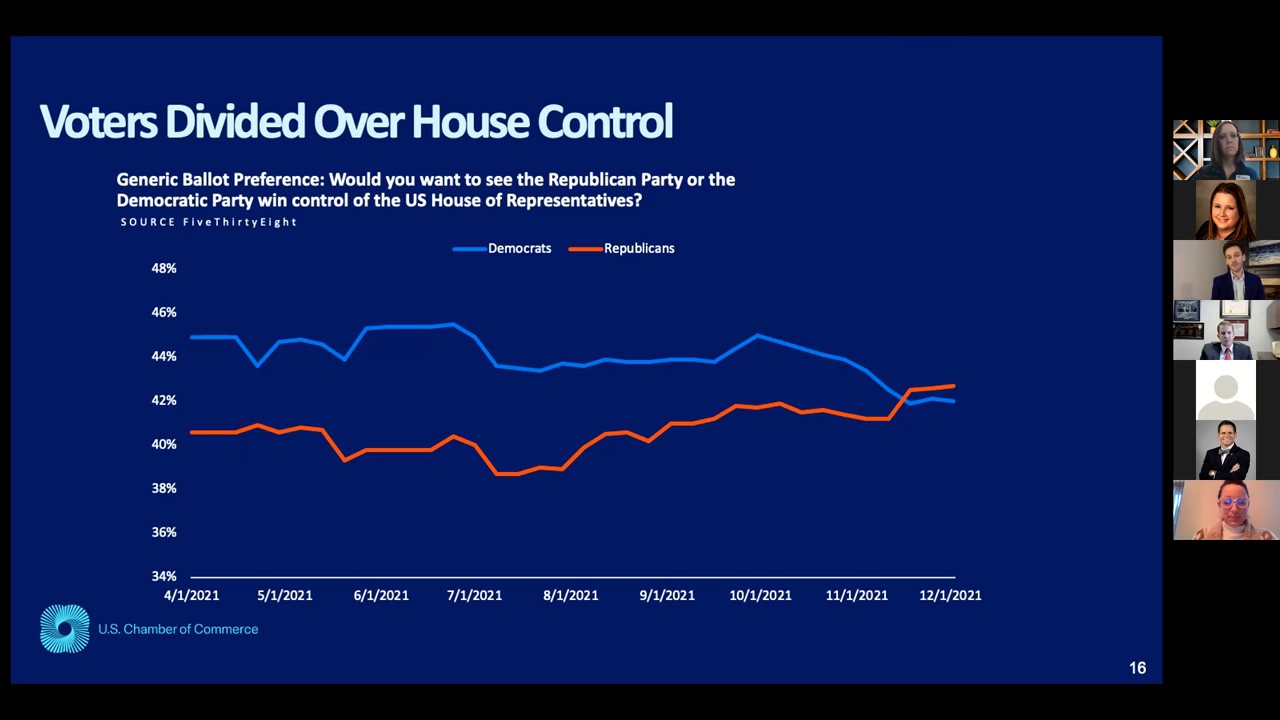 Voters Divided Over House Control
Generic Ballot Preference: Would you want to see the Republican Party or the
Democratic Party win control of the US House of Representatives?
SOURCE FiveThirtyEight
Democrats Republicans
48%
46%
44%
42%
40%
38%
36%
34%
4/1/2021 5/1/2021 6/1/2021 7/1/2021 8/1/2021 9/1/2021 10/1/2021 11/1/2021 12/1/2021
U.S. Chamber of Commerce
16